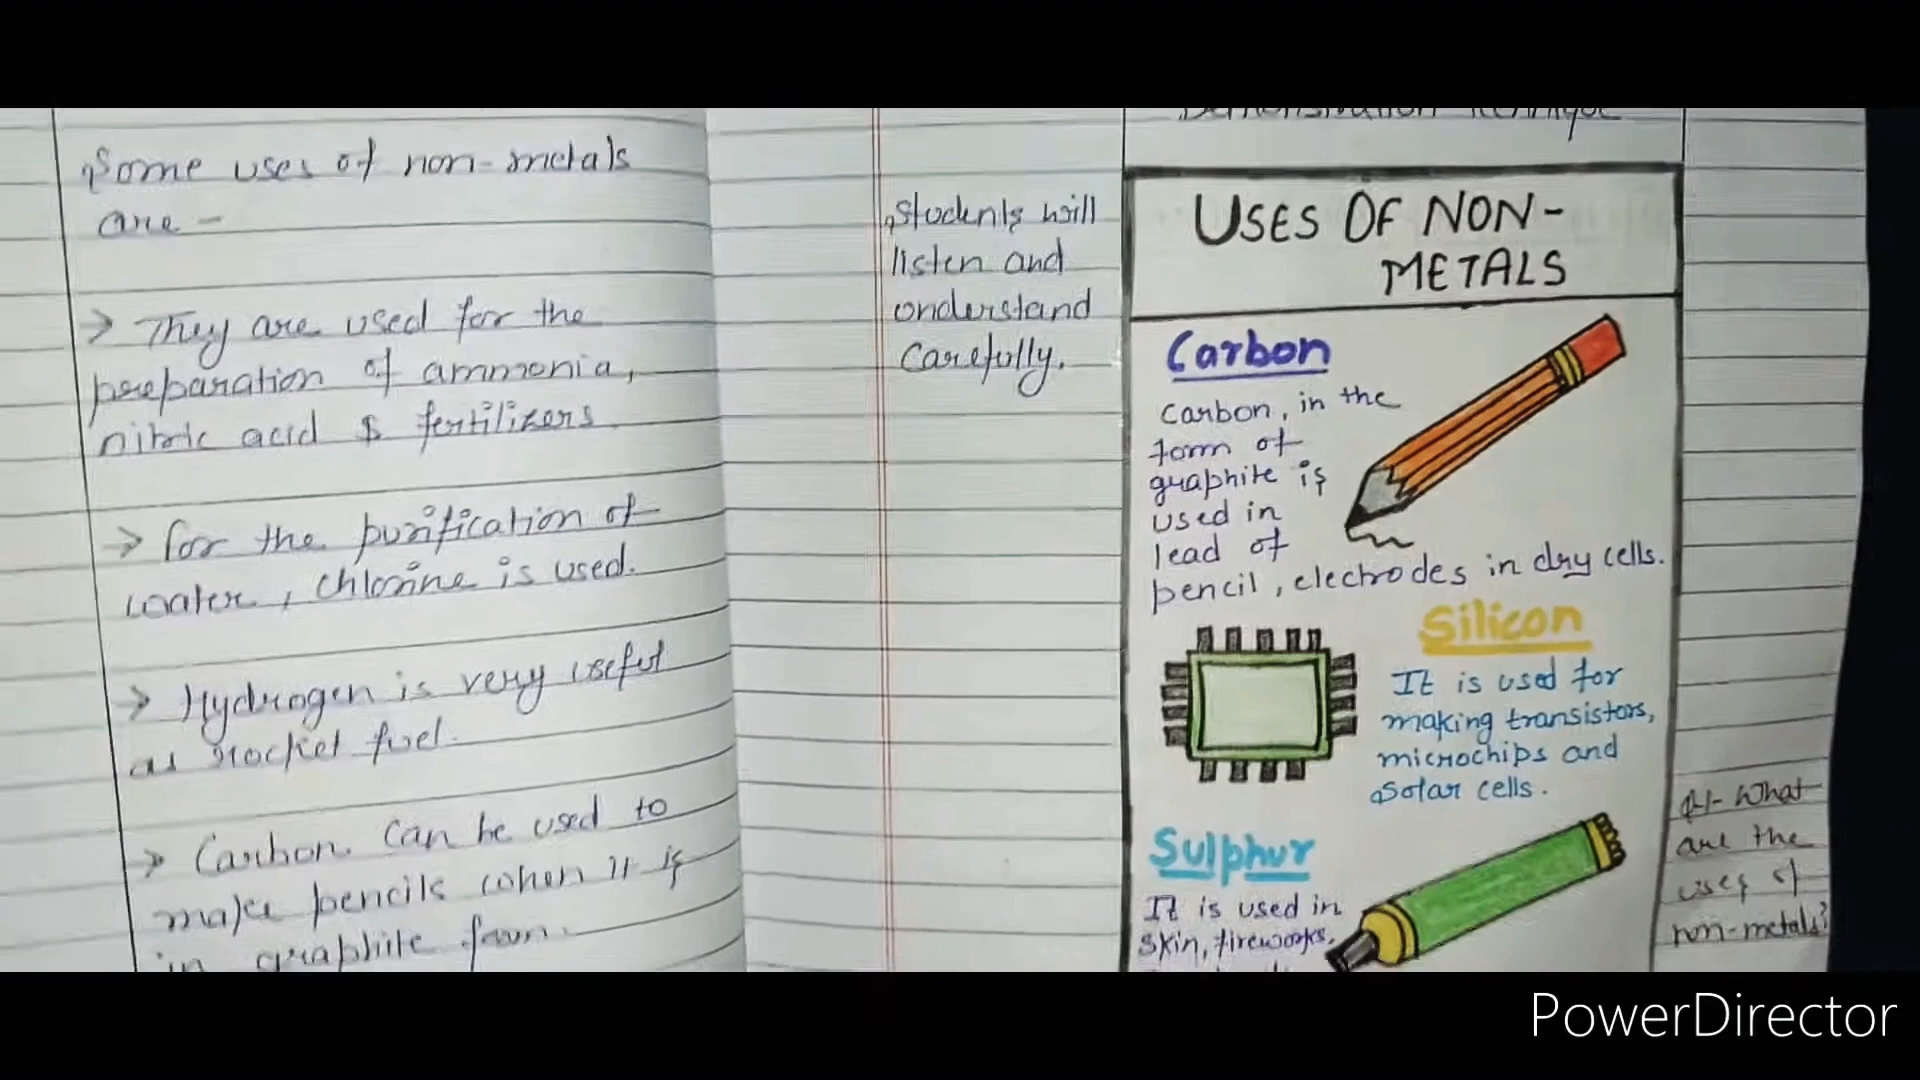 Some uses of non-metals
are -
→ They are used for the
preparation of ammonia,
nitric acid & fertilizers
→ for the purification of
water, chlorine is used.
→ Hydrogen is very useful
as rocket fuel.
→ Carbon can be used to
make pencils when it is
in graphite form.
Students will
listen and
understand
carefully.
Demonstration Technique
USES OF NON-
METALS
Carbon
carbon, in the
form of
graphite is
used in
lead of
pencil, electrodes in dry cells.
Silicon
It is used for
making transistors,
microchips and
solar cells.
Sulphur
It is used in
skin, fireworks,
Q1- What
are the
uses of
non-metals?
PowerDirector